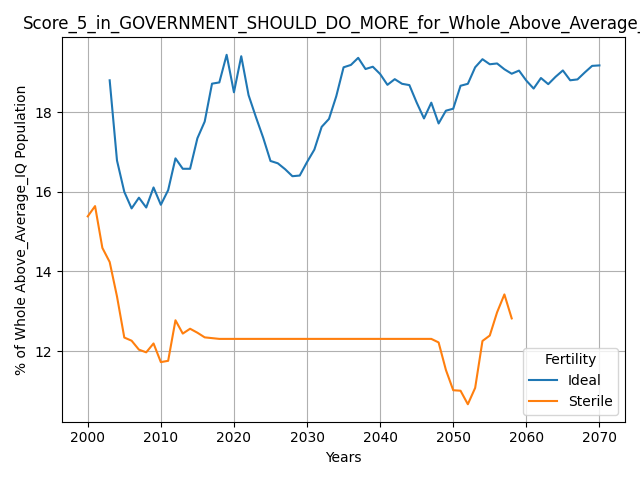 Score_5_in_GOVERNMENT_SHOULD_DO_MORE_for_Whole_Above_Average_
% of Whole Above_Average_IQ Population
18
16
14
12
2000 2010 2020 2030 2040 2050 2060 2070
Years
Fertility
Ideal
Sterile